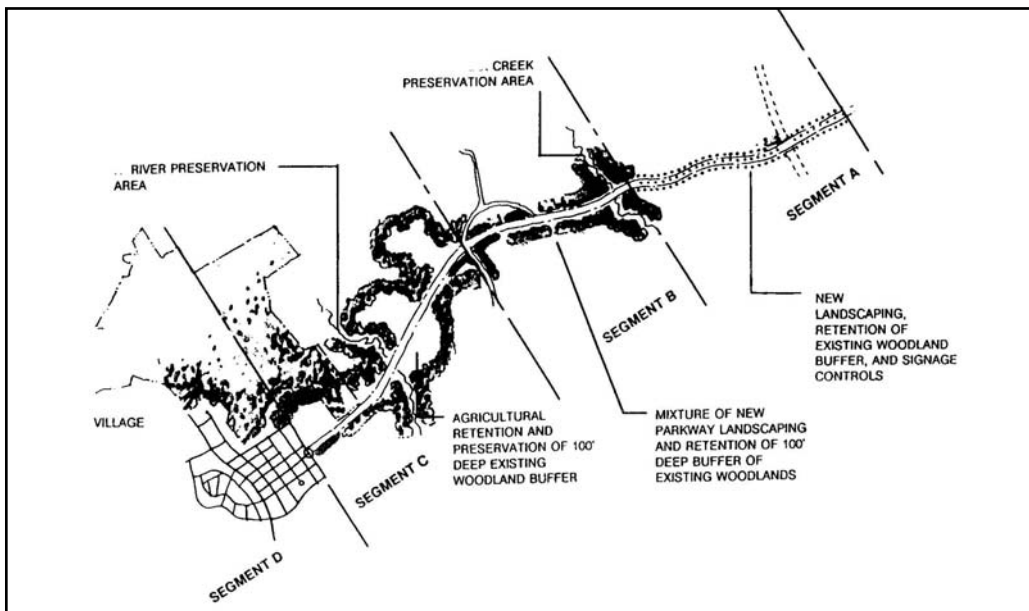 CREEK
PRESERVATION
AREA
RIVER PRESERVATION
AREA
SEGMENT A
SEGMENT B
NEW
LANDSCAPING,
RETENTION OF
EXISTING WOODLAND
BUFFER, AND SIGNAGE
CONTROLS
VILLAGE
AGRICULTURAL
RETENTION AND
PRESERVATION OF 100'
DEEP EXISTING
WOODLAND BUFFER
MIXTURE OF NEW
PARKWAY LANDSCAPING
AND RETENTION OF 100'
DEEP BUFFER OF
EXISTING WOODLANDS
SEGMENT C
SEGMENT D